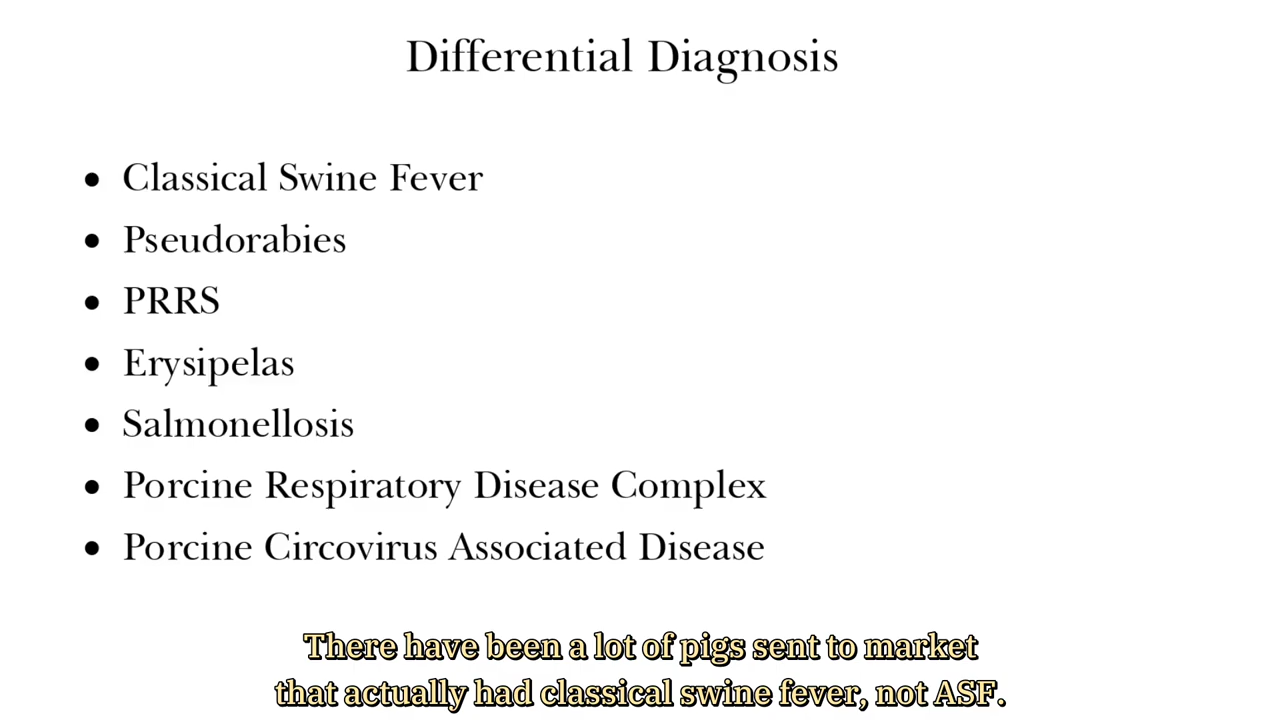 Differential Diagnosis
• Classical Swine Fever
• Pseudorabies
• PRRS
• Erysipelas
• Salmonellosis
• Porcine Respiratory Disease Complex
• Porcine Circovirus Associated Disease
There have been a lot of pigs sent to market
that actually had classical swine fever, not ASF.